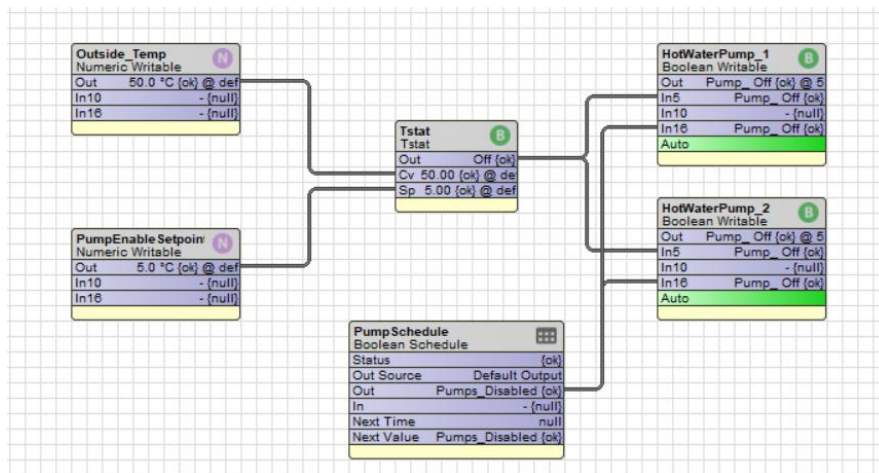 Outside_Temp
Numeric Writable
N
Out 50.0 °C {ok} @ def
In10 - {null}
In16 - {null}
PumpEnableSetpoin
Numeric Writable
N
Out 5.0 °C {ok} @ def
In10 - {null}
In16 - {null}
Tstat
Tstat
B
Out Off {ok}
Cv 50.00 {ok} @ de
Sp 5.00 {ok} @ def
PumpSchedule
Boolean Schedule
Status {ok}
Out Source Default Output
Out Pumps_Disabled {ok}
In - {null}
Next Time null
Next Value Pumps_Disabled {ok}
HotWaterPump_1
Boolean Writable
B
Out Pump_ Off {ok} @ 5
In5 Pump_ Off {ok}
In10 - {null}
In16 Pump_ Off {ok}
Auto
HotWaterPump_2
Boolean Writable
B
Out Pump_ Off {ok} @ 5
In5 Pump_ Off {ok}
In10 - {null}
In16 Pump_ Off {ok}
Auto